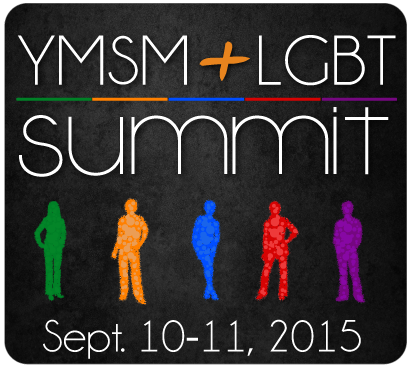 YMSM + LGBT
summit
Sept. 10-11, 2015